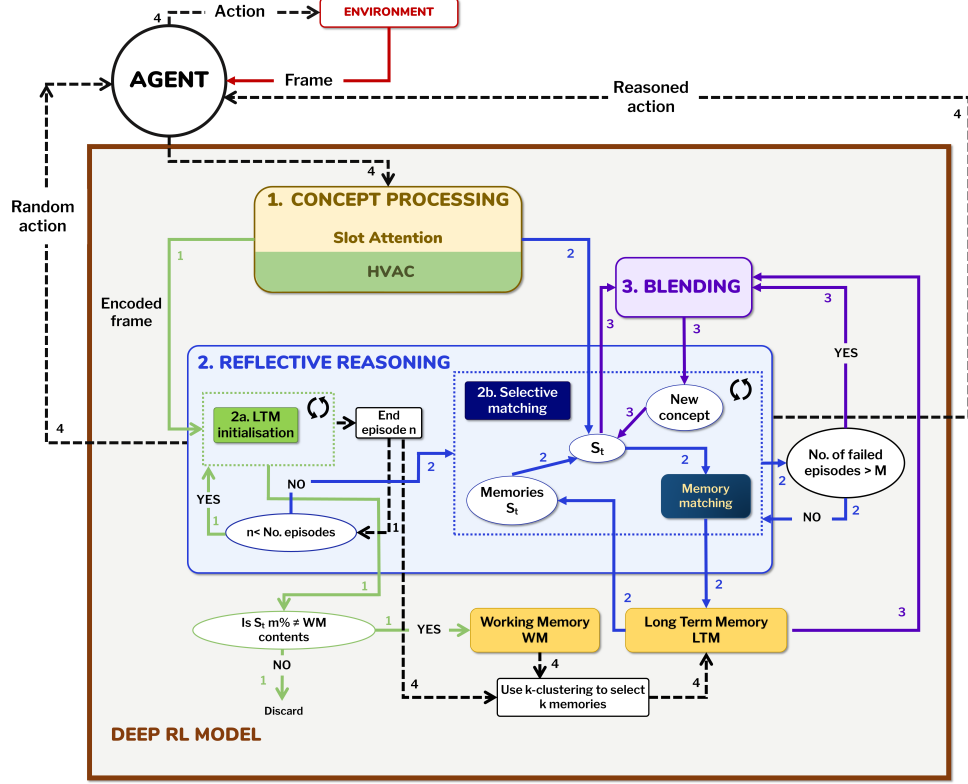 4
Action
ENVIRONMENT
AGENT
Frame
Reasoned
action
4
4
Random
action
4
1. CONCEPT PROCESSING
Slot Attention
HVAC
1
2
Encoded
frame
3. BLENDING
3
3
3
YES
2. REFLECTIVE REASONING
2a. LTM
initialisation
End
episode n
2b. Selective
matching
New
concept
3
St
2
2
Memories
St
Memory
matching
No. of failed
episodes > M
2
2
NO
NO
2
YES
1
n< No. episodes
1
1
2
2
3
Is St m% ≠ WM
contents
1
YES
Working Memory
WM
Long Term Memory
LTM
NO
1
Discard
4
4
4
Use k-clustering to select
k memories
DEEP RL MODEL